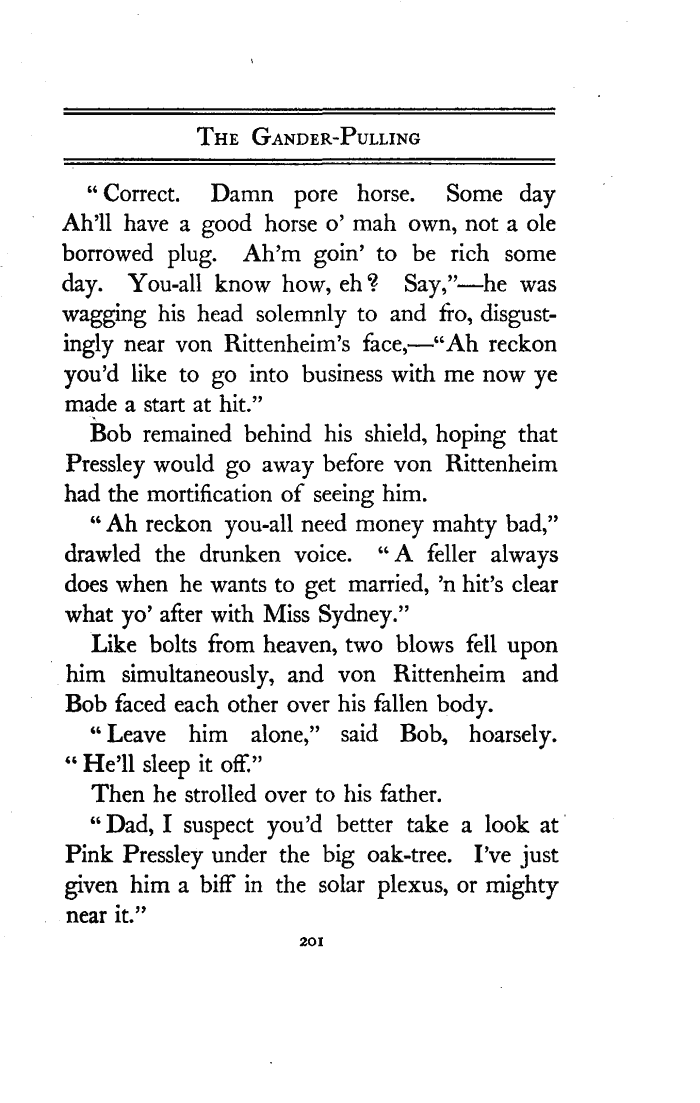 The Gander-Pulling
“Correct. Damn pore horse. Some day
Ah’ll have a good horse o’ mah own, not a ole
borrowed plug. Ah’m goin’ to be rich some
day. You-all know how, eh? Say,”—he was
wagging his head solemnly to and fro, disgust-
ingly near von Rittenheim’s face,—“Ah reckon
you’d like to go into business with me now ye
made a start at hit.”
Bob remained behind his shield, hoping that
Pressley would go away before von Rittenheim
had the mortification of seeing him.
“Ah reckon you-all need money mahty bad,”
drawled the drunken voice. “A feller always
does when he wants to get married, ’n hit’s clear
what yo’ after with Miss Sydney.”
Like bolts from heaven, two blows fell upon
him simultaneously, and von Rittenheim and
Bob faced each other over his fallen body.
“Leave him alone,” said Bob, hoarsely.
“He’ll sleep it off.”
Then he strolled over to his father.
“Dad, I suspect you’d better take a look at
Pink Pressley under the big oak-tree. I’ve just
given him a biff in the solar plexus, or mighty
near it.”
201